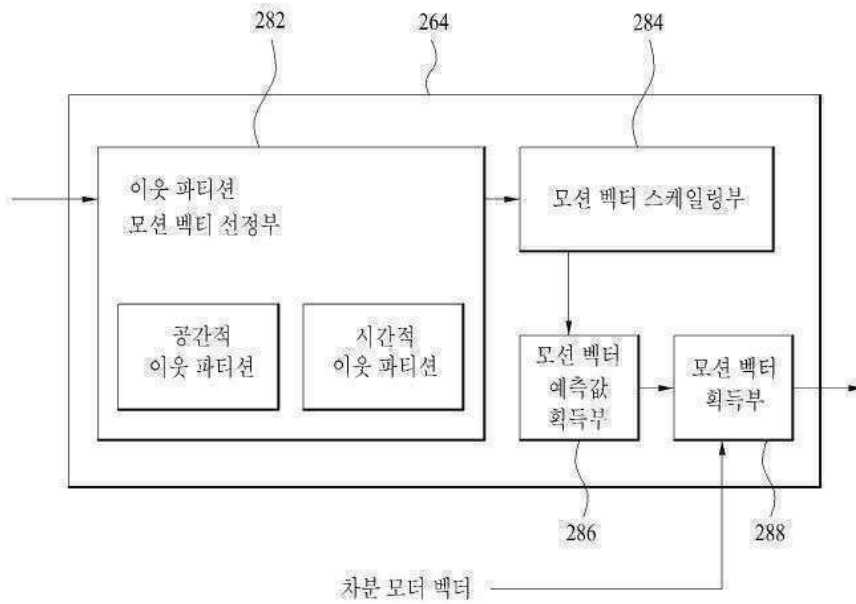 282
264
284
이웃 파티션
모션 벡티 선정부
모션 벡터 스케일링부
공간적
이웃 파티션
시간적
이웃 파티션
모션 벡터
예측값
획득부
모션 벡터
획득부
286
288
차분 모터 벡터